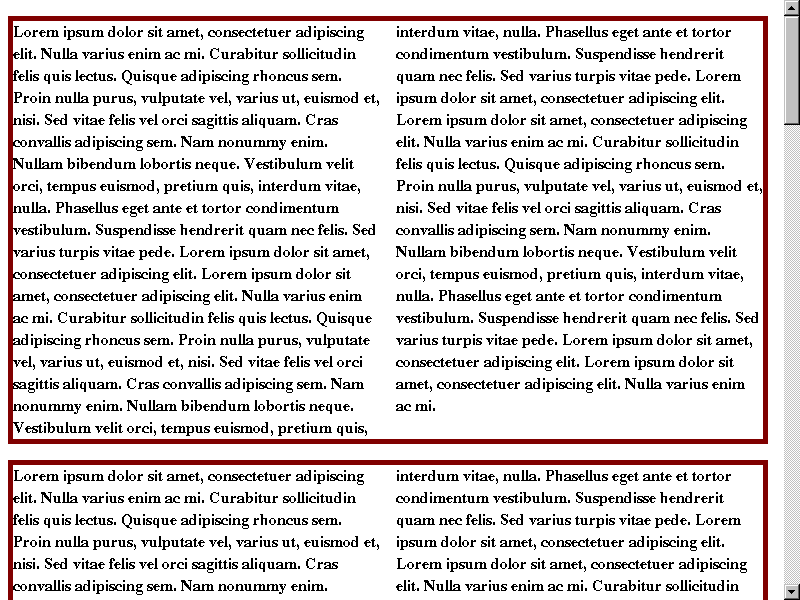 Lorem ipsum dolor sit amet, consectetuer adipiscing
elit. Nulla varius enim ac mi. Curabitur sollicitudin
felis quis lectus. Quisque adipiscing rhoncus sem.
Proin nulla purus, vulputate vel, varius ut, euismod et,
nisi. Sed vitae felis vel orci sagittis aliquam. Cras
convallis adipiscing sem. Nam nonummy enim.
Nullam bibendum lobortis neque. Vestibulum velit
orci, tempus euismod, pretium quis, interdum vitae,
nulla. Phasellus eget ante et tortor condimentum
vestibulum. Suspendisse hendrerit quam nec felis. Sed
varius turpis vitae pede. Lorem ipsum dolor sit amet,
consectetuer adipiscing elit. Lorem ipsum dolor sit
amet, consectetuer adipiscing elit. Nulla varius enim
ac mi. Curabitur sollicitudin felis quis lectus. Quisque
adipiscing rhoncus sem. Proin nulla purus, vulputate
vel, varius ut, euismod et, nisi. Sed vitae felis vel orci
sagittis aliquam. Cras convallis adipiscing sem. Nam
nonummy enim. Nullam bibendum lobortis neque.
Vestibulum velit orci, tempus euismod, pretium quis,
interdum vitae, nulla. Phasellus eget ante et tortor
condimentum vestibulum. Suspendisse hendrerit
quam nec felis. Sed varius turpis vitae pede. Lorem
ipsum dolor sit amet, consectetuer adipiscing elit.
Lorem ipsum dolor sit amet, consectetuer adipiscing
elit. Nulla varius enim ac mi. Curabitur sollicitudin
felis quis lectus. Quisque adipiscing rhoncus sem.
Proin nulla purus, vulputate vel, varius ut, euismod et,
nisi. Sed vitae felis vel orci sagittis aliquam. Cras
convallis adipiscing sem. Nam nonummy enim.
Nullam bibendum lobortis neque. Vestibulum velit
orci, tempus euismod, pretium quis, interdum vitae,
nulla. Phasellus eget ante et tortor condimentum
vestibulum. Suspendisse hendrerit quam nec felis. Sed
varius turpis vitae pede. Lorem ipsum dolor sit amet,
consectetuer adipiscing elit. Lorem ipsum dolor sit
amet, consectetuer adipiscing elit. Nulla varius enim
ac mi.
Lorem ipsum dolor sit amet, consectetuer adipiscing
elit. Nulla varius enim ac mi. Curabitur sollicitudin
felis quis lectus. Quisque adipiscing rhoncus sem.
Proin nulla purus, vulputate vel, varius ut, euismod et,
nisi. Sed vitae felis vel orci sagittis aliquam. Cras
convallis adipiscing sem. Nam nonummy enim.
interdum vitae, nulla. Phasellus eget ante et tortor
condimentum vestibulum. Suspendisse hendrerit
quam nec felis. Sed varius turpis vitae pede. Lorem
ipsum dolor sit amet, consectetuer adipiscing elit.
Lorem ipsum dolor sit amet, consectetuer adipiscing
elit. Nulla varius enim ac mi. Curabitur sollicitudin